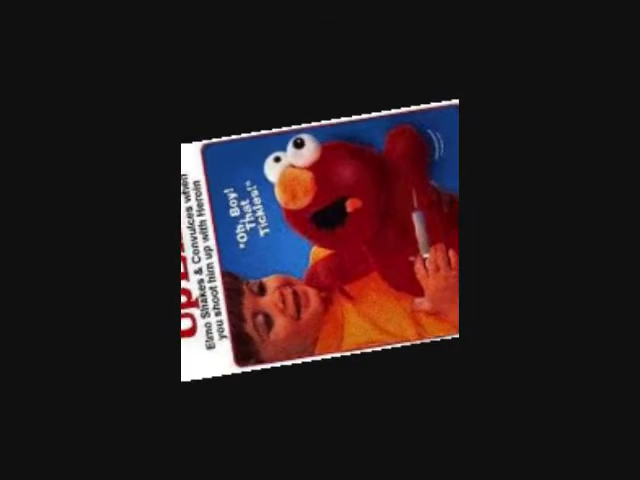 Elmo Shakes & Convulces when
you shoot him up with Heroin
"Oh, Boy!
That
Tickles!"